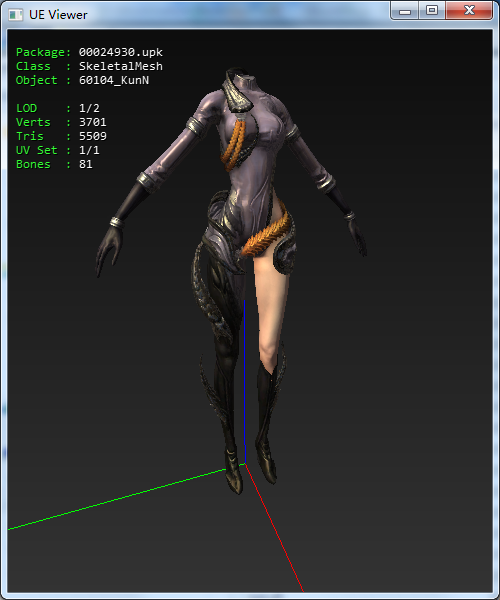 UE Viewer
Package: 00024930.upk
Class : SkeletalMesh
Object : 60104_KunN
LOD : 1/2
Verts : 3701
Tris : 5509
UV Set : 1/1
Bones : 81